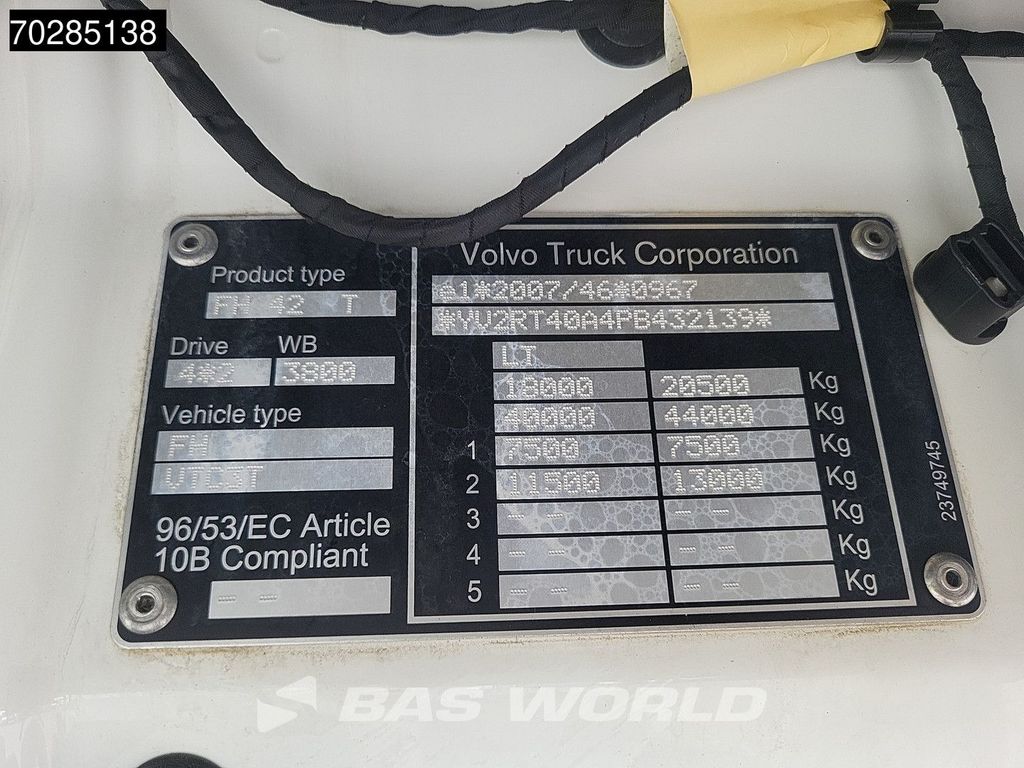 70285138
Volvo Truck Corporation
Product type
FH 42 T
*2007/46*0967
*YV2RT40A4PB432139*
Drive WB
4*2 3800
LT
18000 20500 Kg
40000 44000 Kg
Vehicle type
FH
VTC3T
1 7500 7500 Kg
2 11500 13000 Kg
3 -- -- -- -- Kg
4 -- -- -- -- Kg
5 -- -- -- -- Kg
96/53/EC Article
10B Compliant
-- --
23749745
BAS WORLD